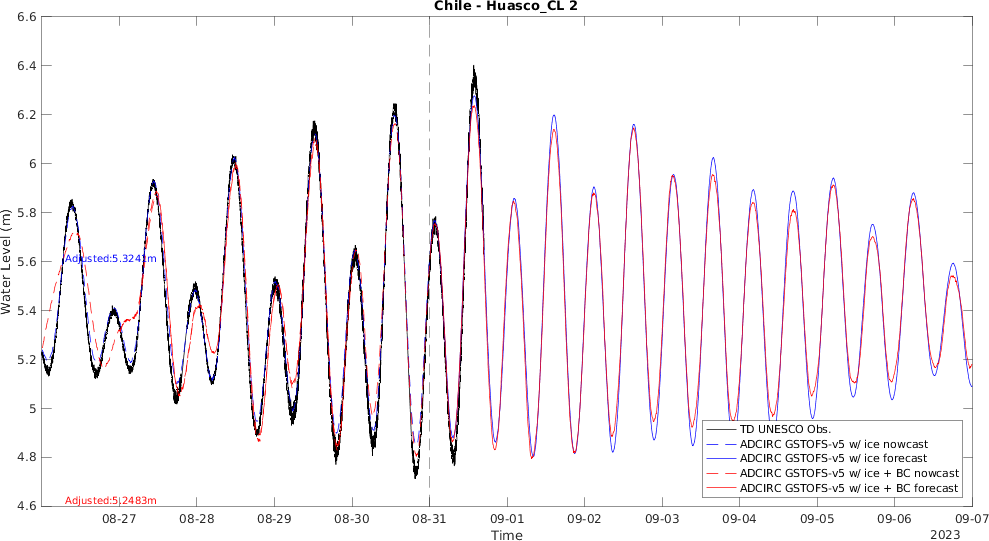 Chile - Huasco_CL 2
6.6
6.4
6.2
6
5.8
5.6
5.4
5.2
5
4.8
4.6
Water Level (m)
Adjusted:5.3241m
Adjusted:5.2483m
TD UNESCO Obs.
ADCIRC GSTOFS-v5 w/ ice nowcast
ADCIRC GSTOFS-v5 w/ ice forecast
ADCIRC GSTOFS-v5 w/ ice + BC nowcast
ADCIRC GSTOFS-v5 w/ ice + BC forecast
08-27 08-28 08-29 08-30 08-31 09-01 09-02 09-03 09-04 09-05 09-06 09-07
Time
2023